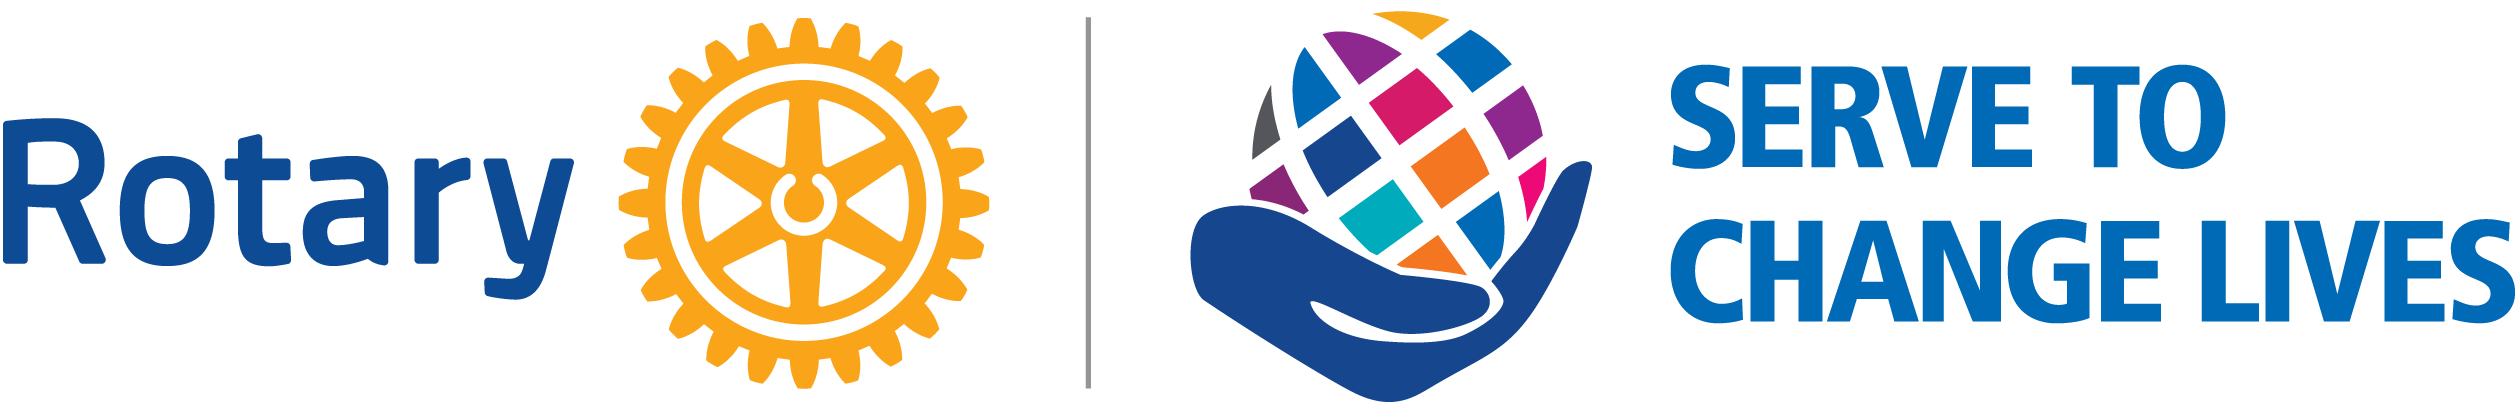 Rotary
SERVE TO
CHANGE LIVES